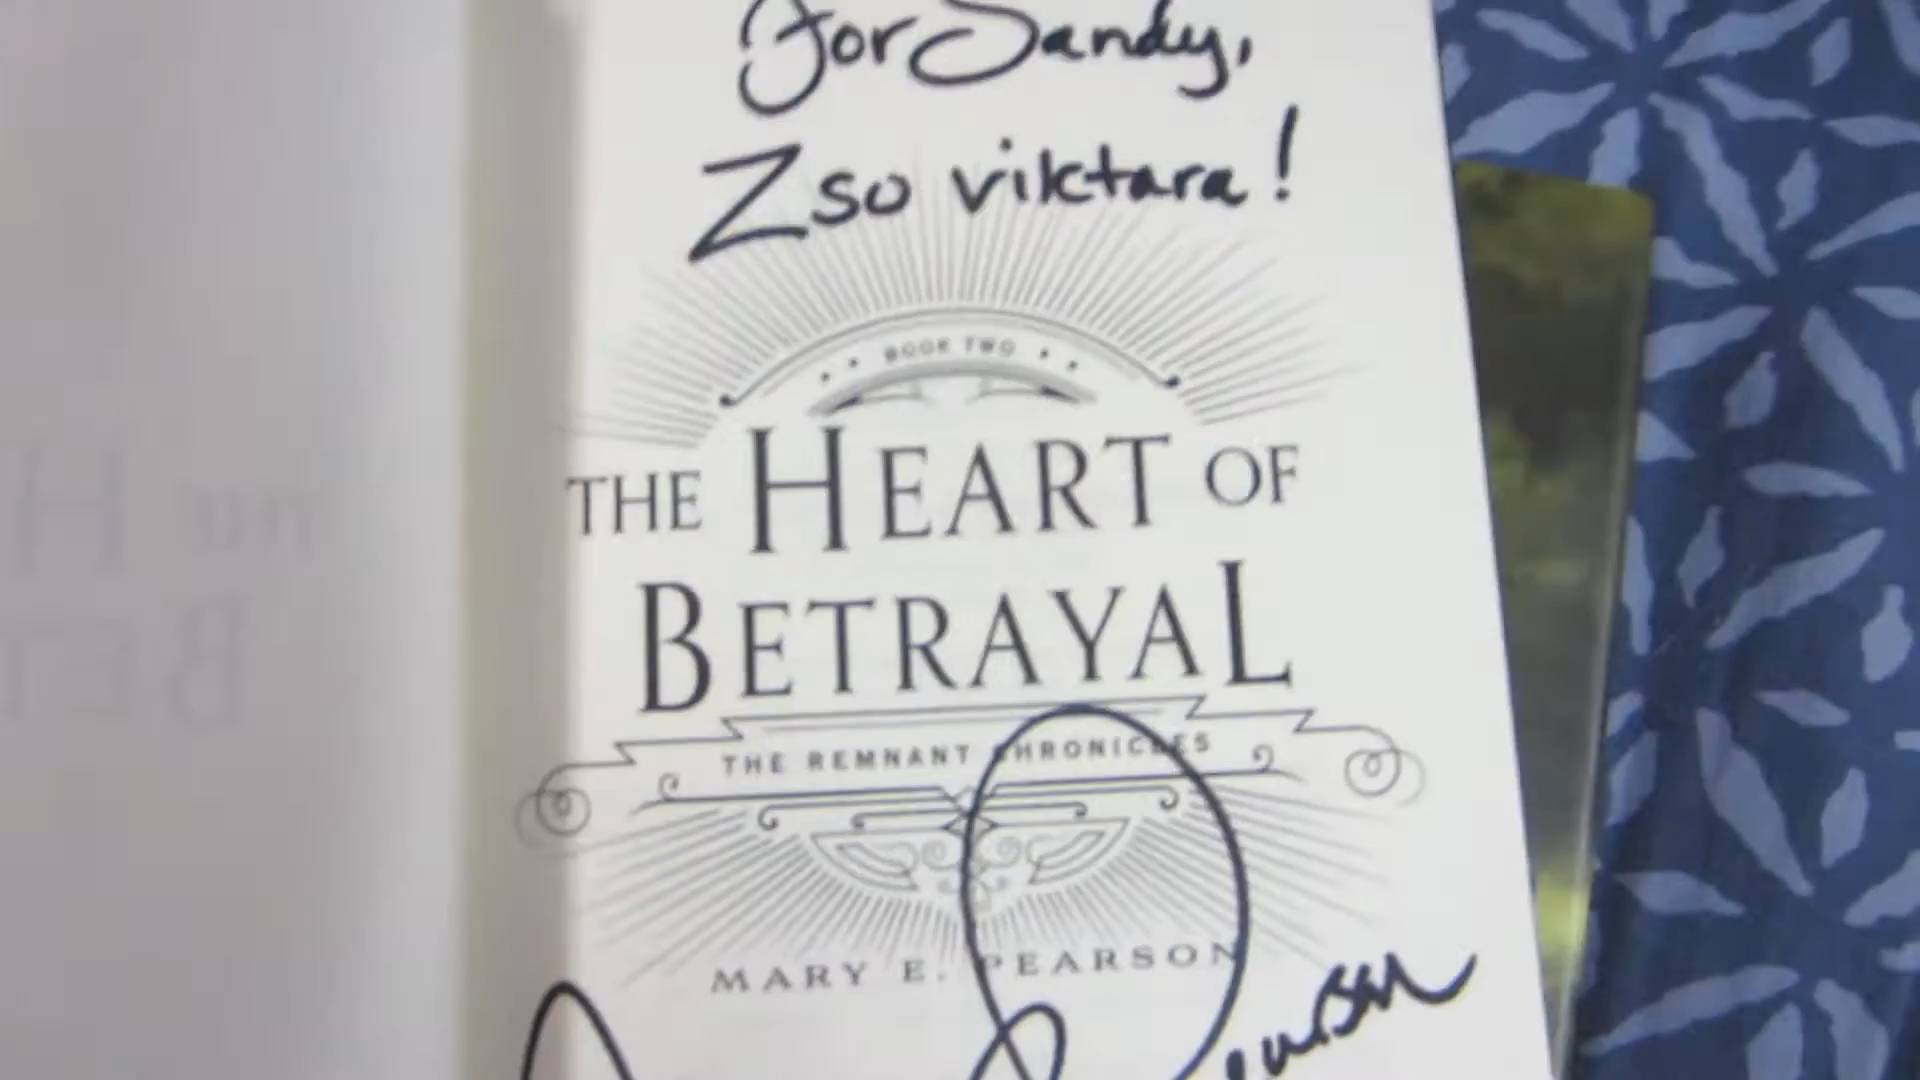 For Sandy,
Zso viktara!
BOOK TWO
THE HEART OF
BETRAYAL
THE REMNANT CHRONICLES
MARY E. PEARSON